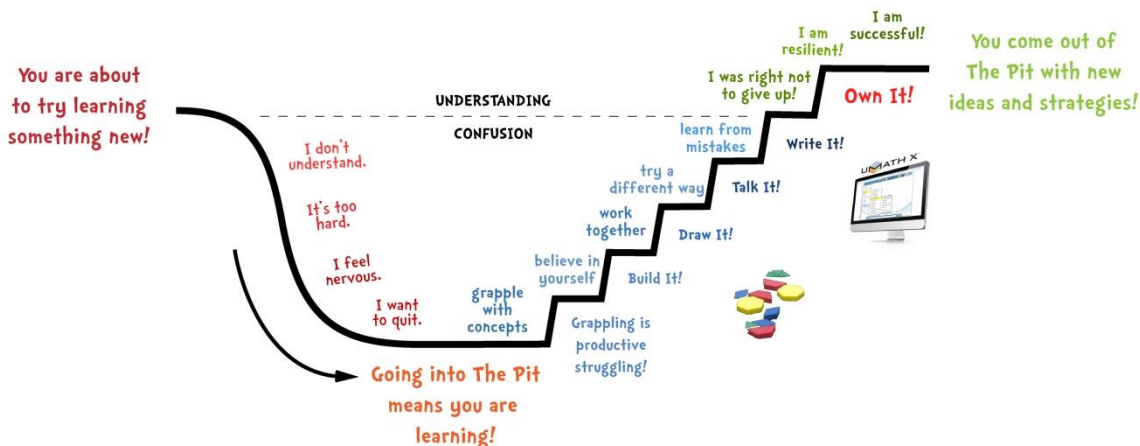 You are about
to try learning
something new!
UNDERSTANDING
CONFUSION
I don't
understand.
It's too
hard.
I feel
nervous.
I want
to quit.
Going into The Pit
means you are
learning!
grapple
with
concepts
Grappling is
productive
struggling!
believe in
yourself
Build It!
work
together
Draw It!
try a
different way
Talk It!
learn from
mistakes
Write It!
I was right not
to give up!
Own It!
I am
resilient!
I am
successful!
You come out of
The Pit with new
ideas and strategies!